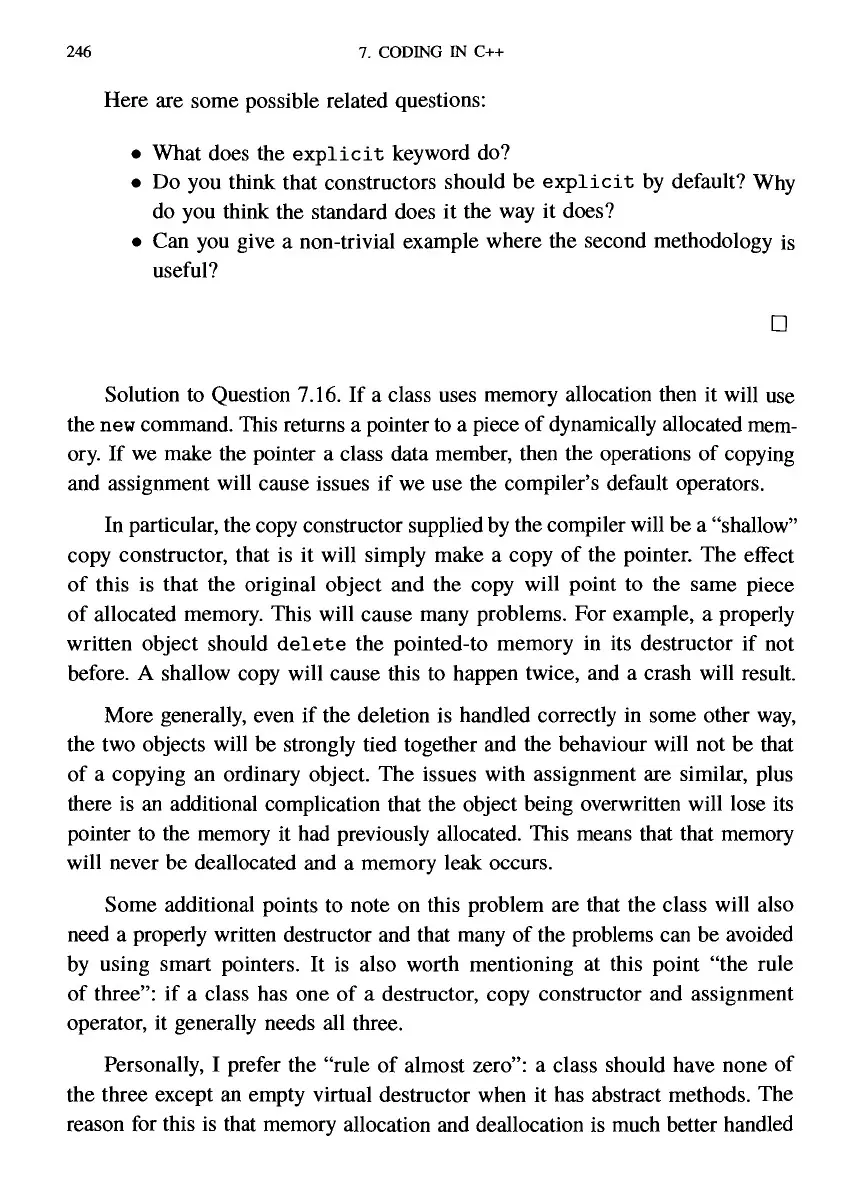 246
7. CODING IN C++
Here are some possible related questions:
• What does the explicit keyword do?
• Do you think that constructors should be explicit by default? Why
do you think the standard does it the way it does?
• Can you give a non-trivial example where the second methodology is
useful?
□
Solution to Question 7.16. If a class uses memory allocation then it will use
the new command. This returns a pointer to a piece of dynamically allocated mem-
ory. If we make the pointer a class data member, then the operations of copying
and assignment will cause issues if we use the compiler's default operators.
In particular, the copy constructor supplied by the compiler will be a “shallow”
copy constructor, that is it will simply make a copy of the pointer. The effect
of this is that the original object and the copy will point to the same piece
of allocated memory. This will cause many problems. For example, a properly
written object should delete the pointed-to memory in its destructor if not
before. A shallow copy will cause this to happen twice, and a crash will result.
More generally, even if the deletion is handled correctly in some other way,
the two objects will be strongly tied together and the behaviour will not be that
of a copying an ordinary object. The issues with assignment are similar, plus
there is an additional complication that the object being overwritten will lose its
pointer to the memory it had previously allocated. This means that that memory
will never be deallocated and a memory leak occurs.
Some additional points to note on this problem are that the class will also
need a properly written destructor and that many of the problems can be avoided
by using smart pointers. It is also worth mentioning at this point “the rule
of three”: if a class has one of a destructor, copy constructor and assignment
operator, it generally needs all three.
Personally, I prefer the “rule of almost zero”: a class should have none of
the three except an empty virtual destructor when it has abstract methods. The
reason for this is that memory allocation and deallocation is much better handled